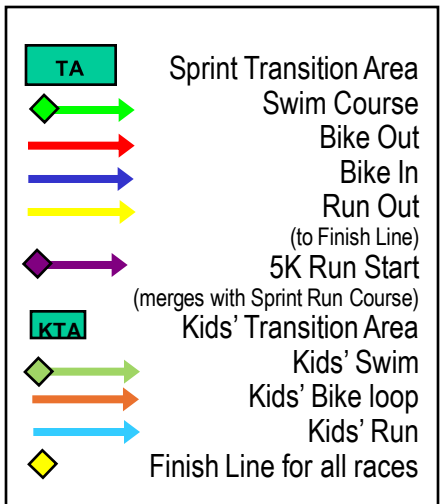 TA Sprint Transition Area
Swim Course
Bike Out
Bike In
Run Out
(to Finish Line)
5K Run Start
(merges with Sprint Run Course)
KTA Kids' Transition Area
Kids' Swim
Kids' Bike loop
Kids' Run
Finish Line for all races